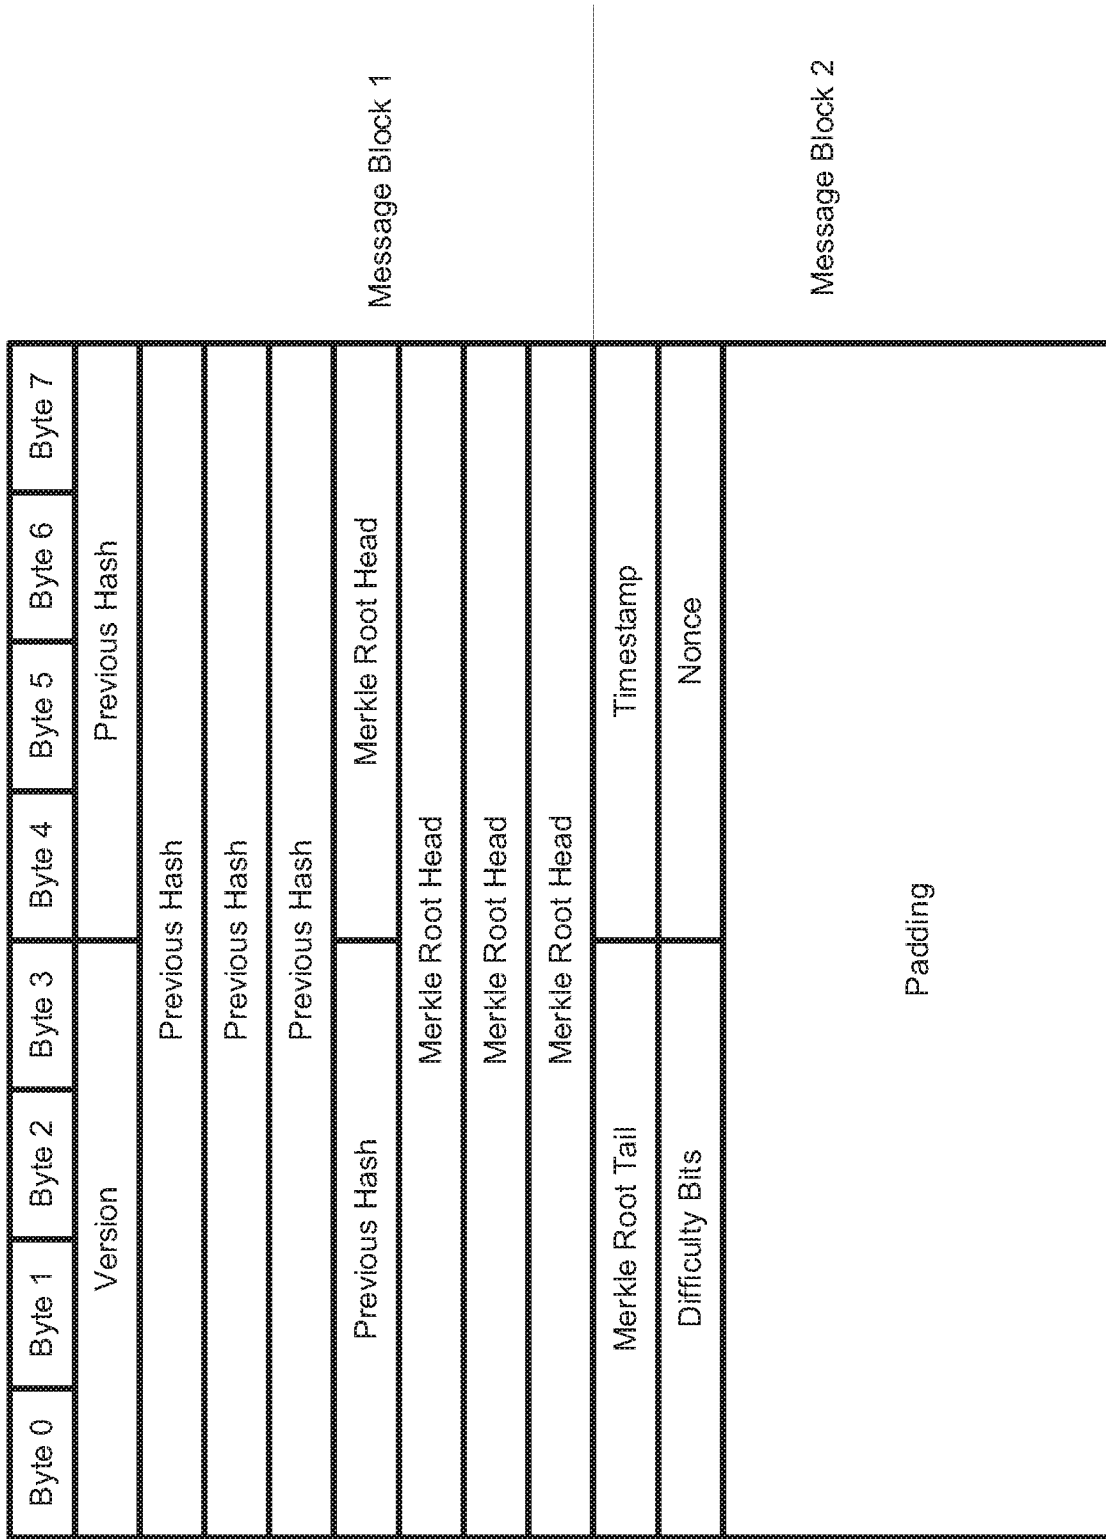 Byte 0 Byte 1 Byte 2 Byte 3 Byte 4 Byte 5 Byte 6 Byte 7
Version Previous Hash
Previous Hash
Previous Hash
Previous Hash
Previous Hash Merkle Root Head
Merkle Root Head
Merkle Root Head
Merkle Root Head
Message Block 1
Merkle Root Tail Timestamp
Difficulty Bits Nonce
Padding
Message Block 2